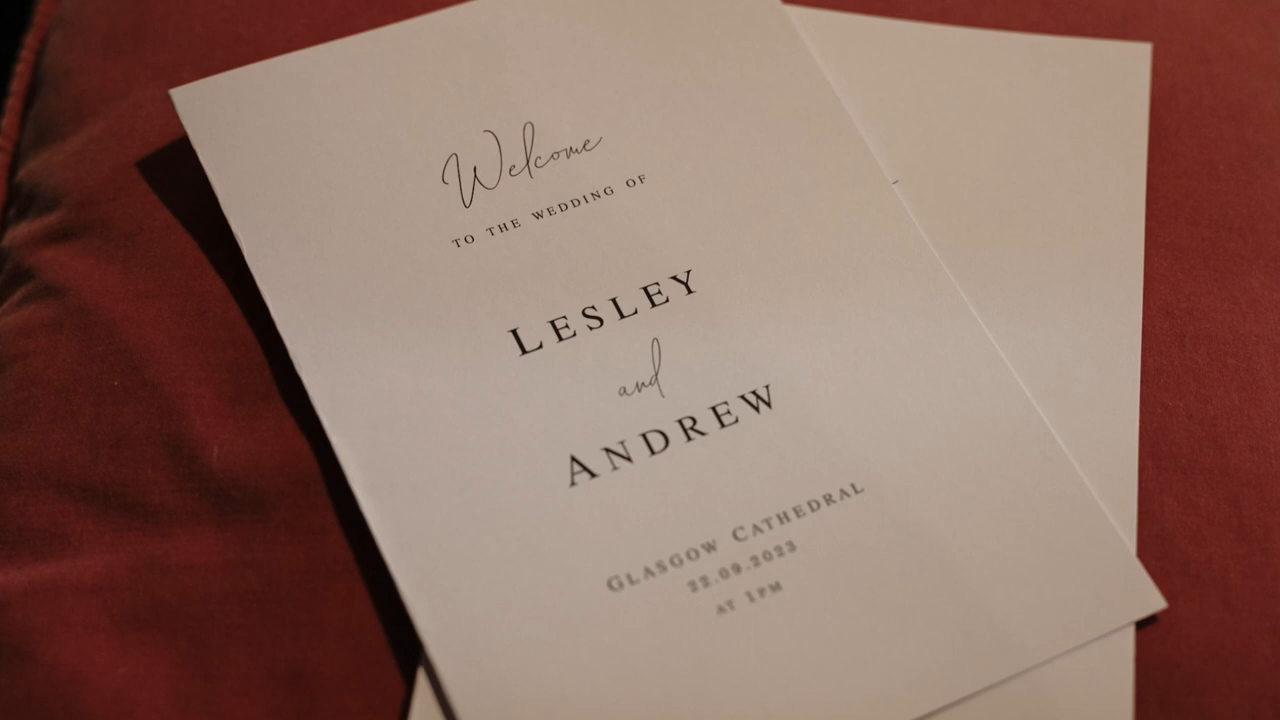 Welcome
TO THE WEDDING OF
LESLEY
and
ANDREW
GLASGOW CATHEDRAL
22.09.2023
AT 1PM